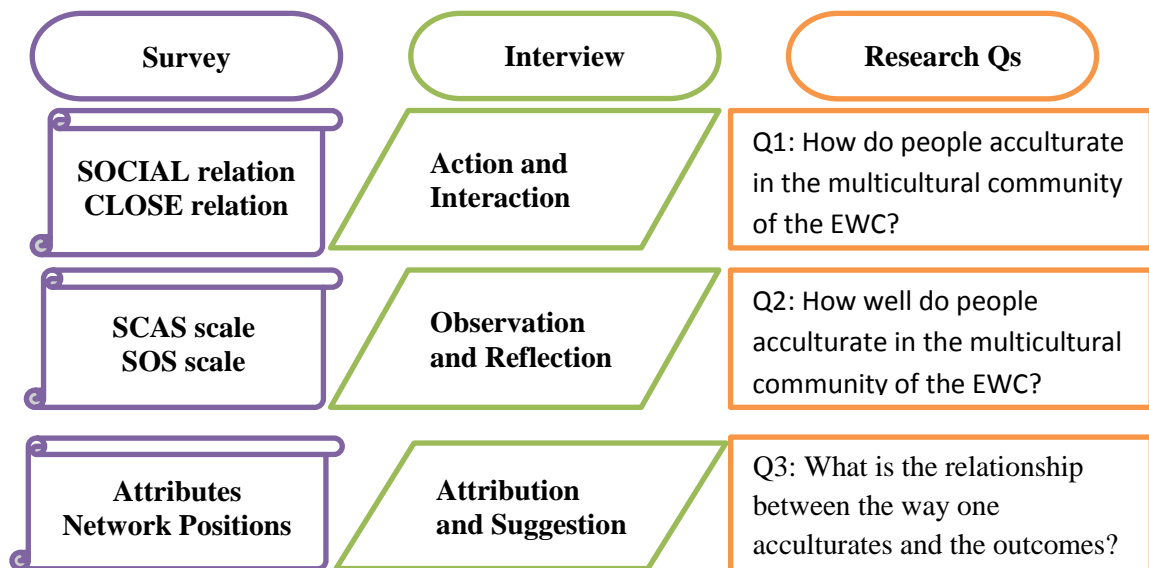 Survey
Interview
Research Qs
SOCIAL relation
CLOSE relation
Action and
Interaction
Q1: How do people acculturate
in the multicultural community
of the EWC?
SCAS scale
SOS scale
Observation
and Reflection
Q2: How well do people
acculturate in the multicultural
community of the EWC?
Attributes
Network Positions
Attribution
and Suggestion
Q3: What is the relationship
between the way one
acculturates and the outcomes?